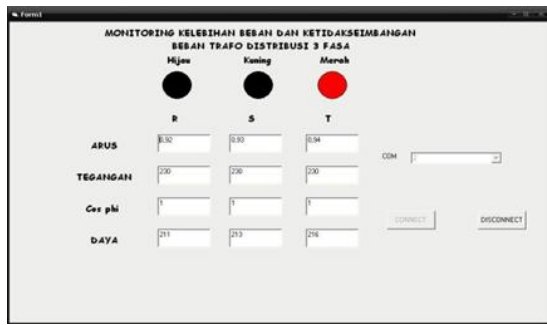 Form1
MONITORING KELEBIHAN BEBAN DAN KETIDAKSEIMBANGAN
BEBAN TRAFO DISTRIBUSI 3 FASA
Hijau Kuning Merah
R S T
ARUS 0,92 0,93 0,94
COM 2
TEGANGAN 230 230 230
Cos phi 1 1 1
CONNECT DISCONNECT
DAYA 211 213 216